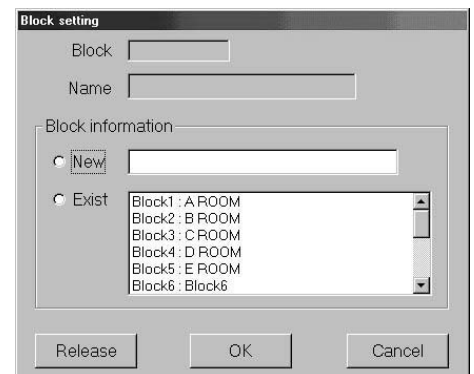 Block setting
Block
Name
Block information
New
Exist
Block1 : A ROOM
Block2 : B ROOM
Block3 : C ROOM
Block4 : D ROOM
Block5 : E ROOM
Block6 : Block6
Release OK Cancel